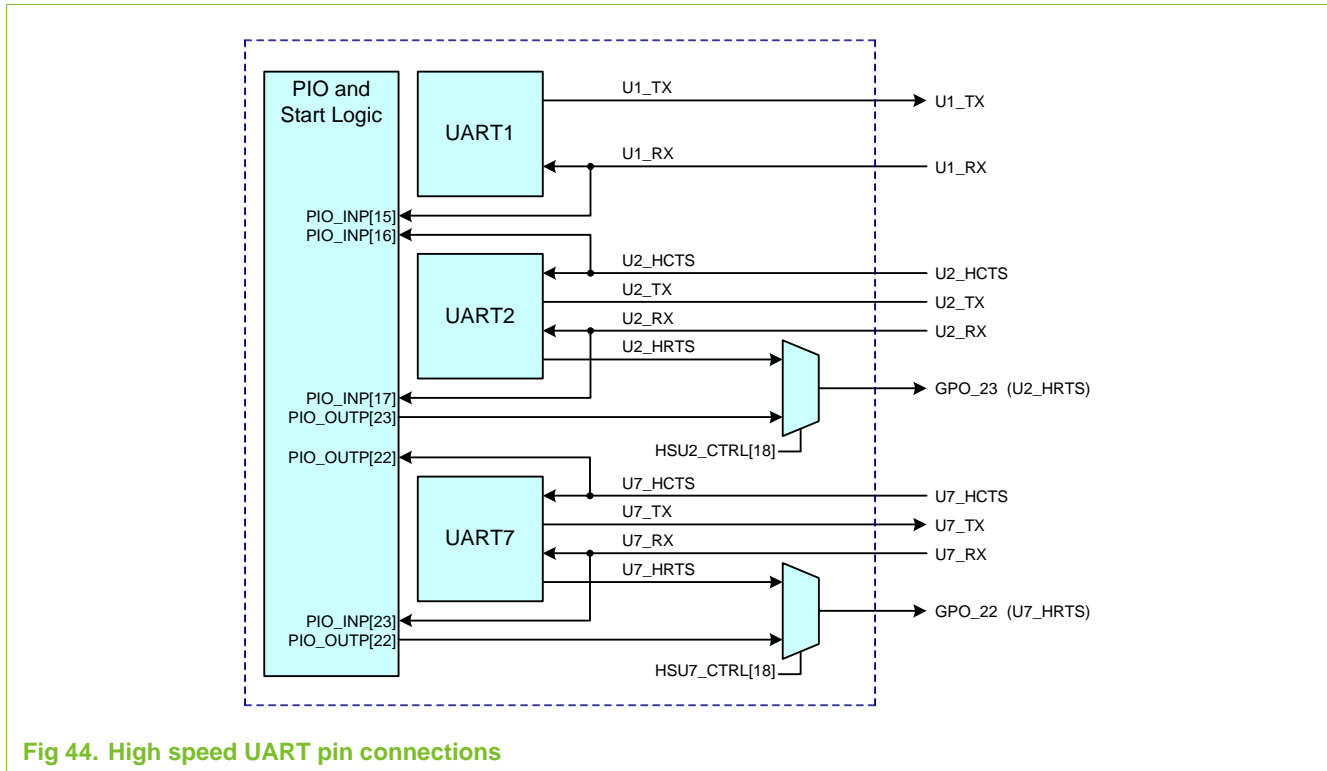 PIO and
Start Logic
UART1
U1_TX
U1_TX
U1_RX
U1_RX
PIO_INP[15]
PIO_INP[16]
U2_HCTS
U2_HCTS
U2_TX
U2_TX
UART2
U2_RX
U2_RX
U2_HRTS
GPO_23 (U2_HRTS)
PIO_INP[17]
PIO_OUTP[23]
HSU2_CTRL[18]
PIO_OUTP[22]
U7_HCTS
U7_HCTS
U7_TX
U7_TX
UART7
U7_RX
U7_RX
U7_HRTS
GPO_22 (U7_HRTS)
PIO_INP[23]
PIO_OUTP[22]
HSU7_CTRL[18]
Fig 44. High speed UART pin connections